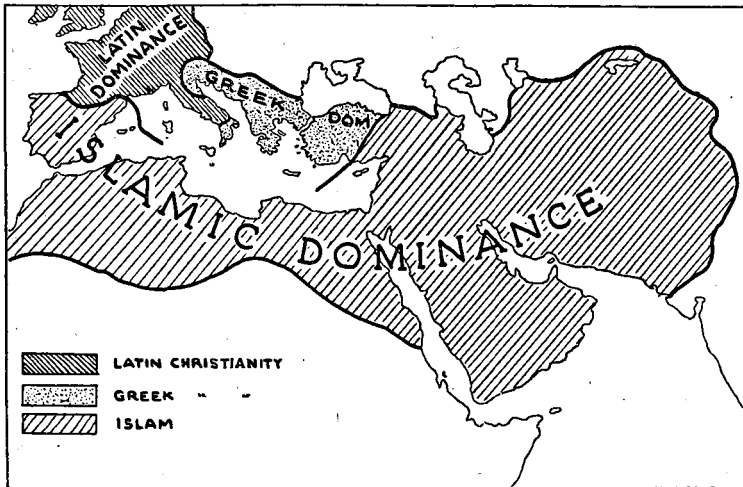 LATIN
DOMINANCE
GREEK
DOM
ISLAMIC DOMINANCE
LATIN CHRISTIANITY
GREEK " "
ISLAM